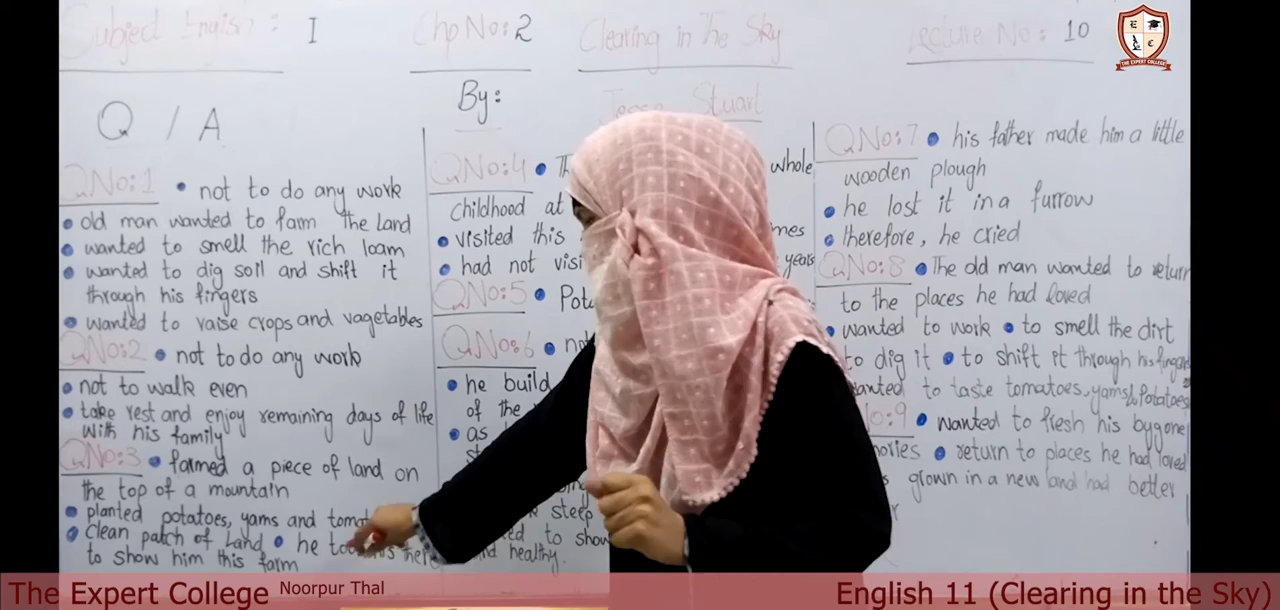 Subject English: I
Chp No: 2
Clearing in The Sky
Lecture No: 10
THE EXPERT COLLEGE
By:
Stuart
Q / A
QNo:1 • not to do any work
• old man wanted to farm the Land
• wanted to smell the rich loam
• wanted to dig soil and shift it
through his fingers
• wanted to raise crops and vagetables
QNo:2 • not to do any work
• not to walk even
• take rest and enjoy remaining days of life
with his family
QNo:3 • farmed a piece of land on
the top of a mountain
• planted potatoes, yams and
• Clean patch of Land • he
to show him this farm
QNo:4 • whole
childhood at
• visited this
• had not years
QNo:5 •
QNo:6 •
• he build
of the
• as
steep
to show
healthy.
QNo:7 • his father made him a little
wooden plough
• he lost it in a furrow
• therefore, he cried
QNo:8 • The old man wanted to return
to the places he had loved
• wanted to work • to smell the dirt
to dig it • to shift it through his fingers
to taste tomatoes, yams & Potatoes
• wanted to fresh his bygone
• return to places he had loved
grown in a new land had better
The Expert College Noorpur Thal
English 11 (Clearing in the Sky)